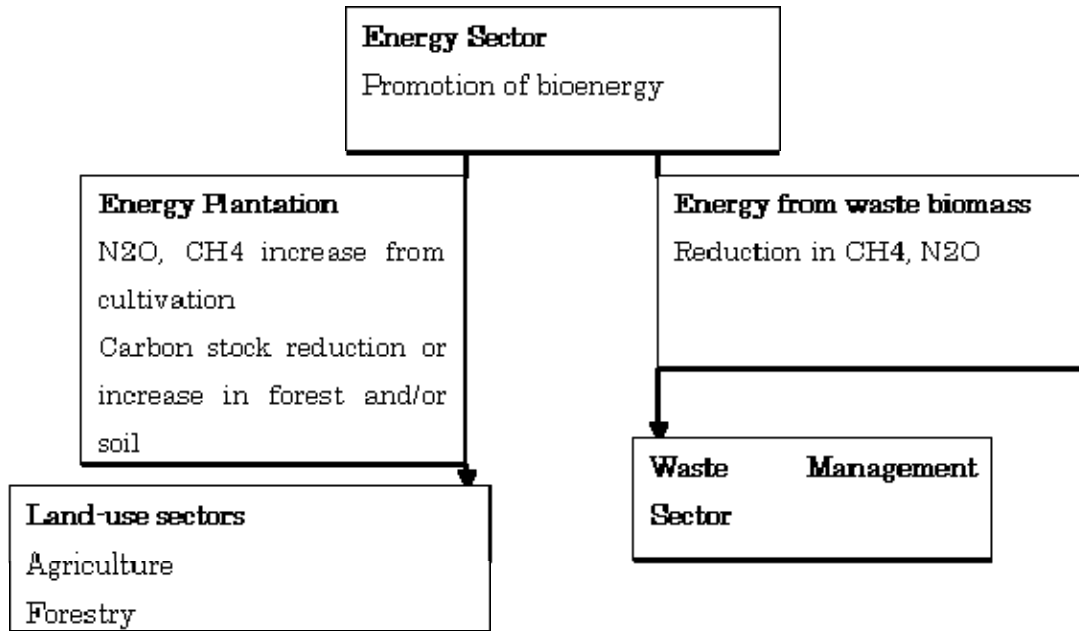 Energy Sector
Promotion of bioenergy
Energy Plantation
N2O, CH4 increase from
cultivation
Carbon stock reduction or
increase in forest and/or
soil
Energy from waste biomass
Reduction in CH4, N2O
Waste Management
Sector
Land-use sectors
Agriculture
Forestry